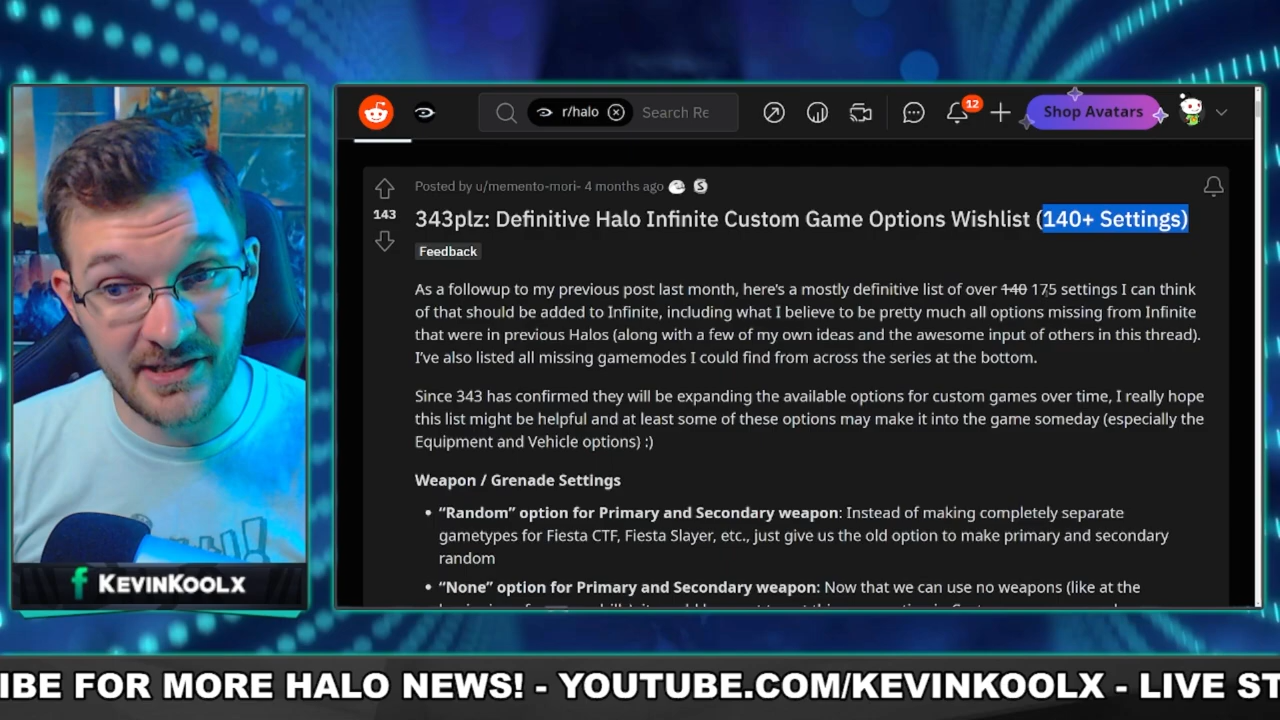 r/halo
Search Re
12
Shop Avatars
Posted by u/memento-mori- 4 months ago
143
343plz: Definitive Halo Infinite Custom Game Options Wishlist (140+ Settings)
Feedback
As a followup to my previous post last month, here's a mostly definitive list of over 140 175 settings I can think
of that should be added to Infinite, including what I believe to be pretty much all options missing from Infinite
that were in previous Halos (along with a few of my own ideas and the awesome input of others in this thread).
I've also listed all missing gamemodes I could find from across the series at the bottom.
Since 343 has confirmed they will be expanding the available options for custom games over time, I really hope
this list might be helpful and at least some of these options may make it into the game someday (especially the
Equipment and Vehicle options) :)
Weapon / Grenade Settings
• “Random” option for Primary and Secondary weapon: Instead of making completely separate
gametypes for Fiesta CTF, Fiesta Slayer, etc., just give us the old option to make primary and secondary
random
• “None” option for Primary and Secondary weapon: Now that we can use no weapons (like at the
KEVINKOOLX
IBE FOR MORE HALO NEWS! - YOUTUBE.COM/KEVINKOOLX - LIVE ST